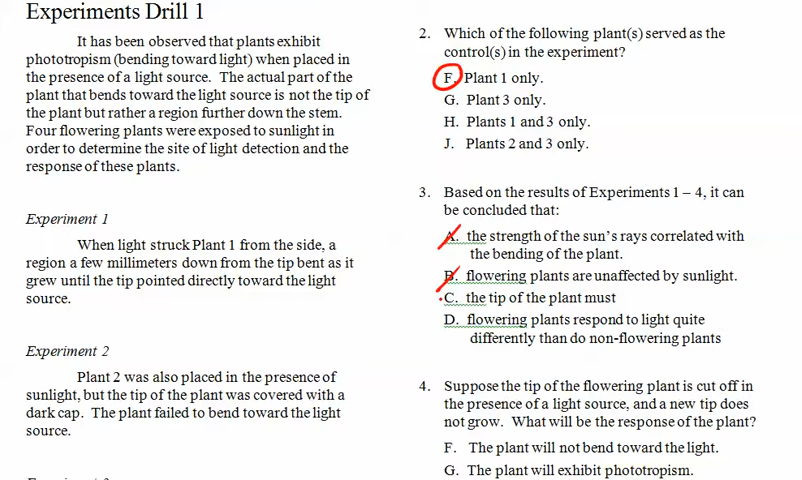 Experiments Drill 1
It has been observed that plants exhibit
phototropism (bending toward light) when placed in
the presence of a light source. The actual part of the
plant that bends toward the light source is not the tip of
the plant but rather a region further down the stem.
Four flowering plants were exposed to sunlight in
order to determine the site of light detection and the
response of these plants.
Experiment 1
When light struck Plant 1 from the side, a
region a few millimeters down from the tip bent as it
grew until the tip pointed directly toward the light
source.
Experiment 2
Plant 2 was also placed in the presence of
sunlight, but the tip of the plant was covered with a
dark cap. The plant failed to bend toward the light
source.
2. Which of the following plant(s) served as the
control(s) in the experiment?
F. Plant 1 only.
G. Plant 3 only.
H. Plants 1 and 3 only.
J. Plants 2 and 3 only.
3. Based on the results of Experiments 1 – 4, it can
be concluded that:
A. the strength of the sun's rays correlated with
the bending of the plant.
B. flowering plants are unaffected by sunlight.
C. the tip of the plant must
D. flowering plants respond to light quite
differently than do non-flowering plants
4. Suppose the tip of the flowering plant is cut off in
the presence of a light source, and a new tip does
not grow. What will be the response of the plant?
F. The plant will not bend toward the light.
G. The plant will exhibit phototropism.